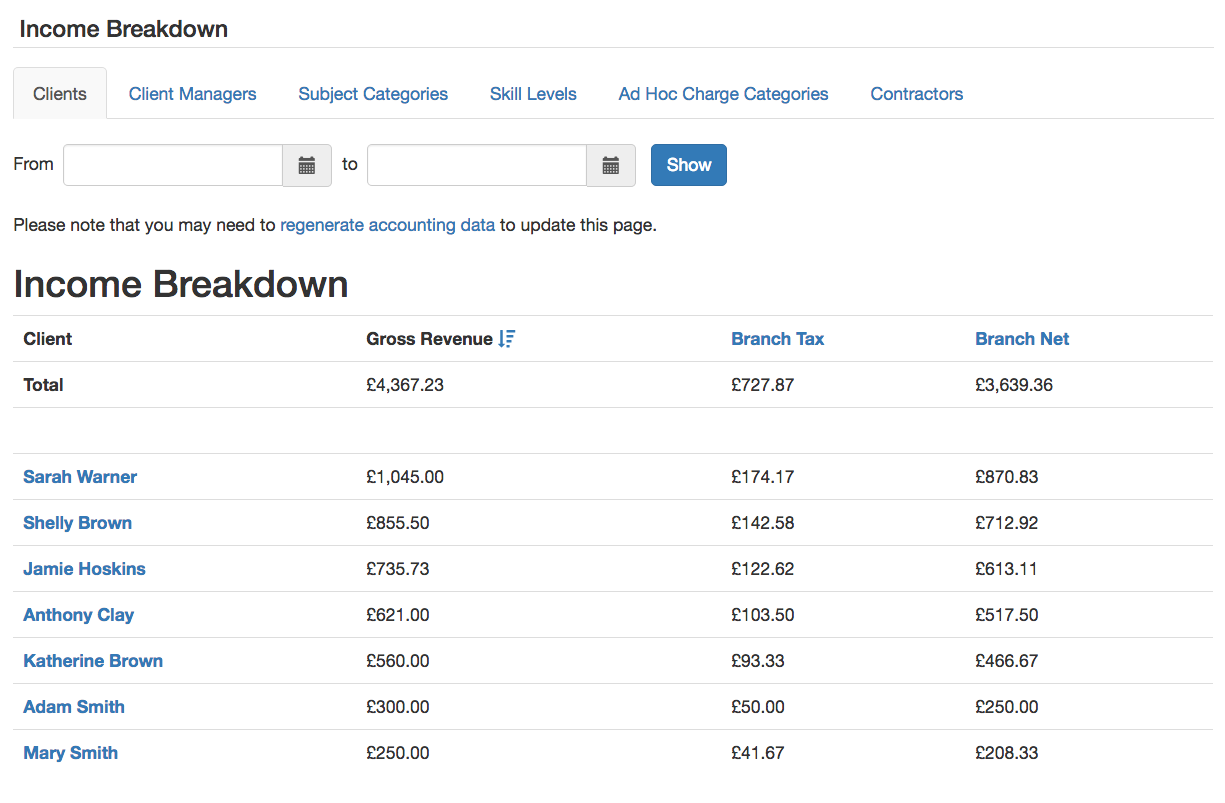 Income Breakdown
Clients Client Managers Subject Categories Skill Levels Ad Hoc Charge Categories Contractors
From to Show
Please note that you may need to regenerate accounting data to update this page.
Income Breakdown
Client Gross Revenue Branch Tax Branch Net
Total £4,367.23 £727.87 £3,639.36
Sarah Warner £1,045.00 £174.17 £870.83
Shelly Brown £855.50 £142.58 £712.92
Jamie Hoskins £735.73 £122.62 £613.11
Anthony Clay £621.00 £103.50 £517.50
Katherine Brown £560.00 £93.33 £466.67
Adam Smith £300.00 £50.00 £250.00
Mary Smith £250.00 £41.67 £208.33